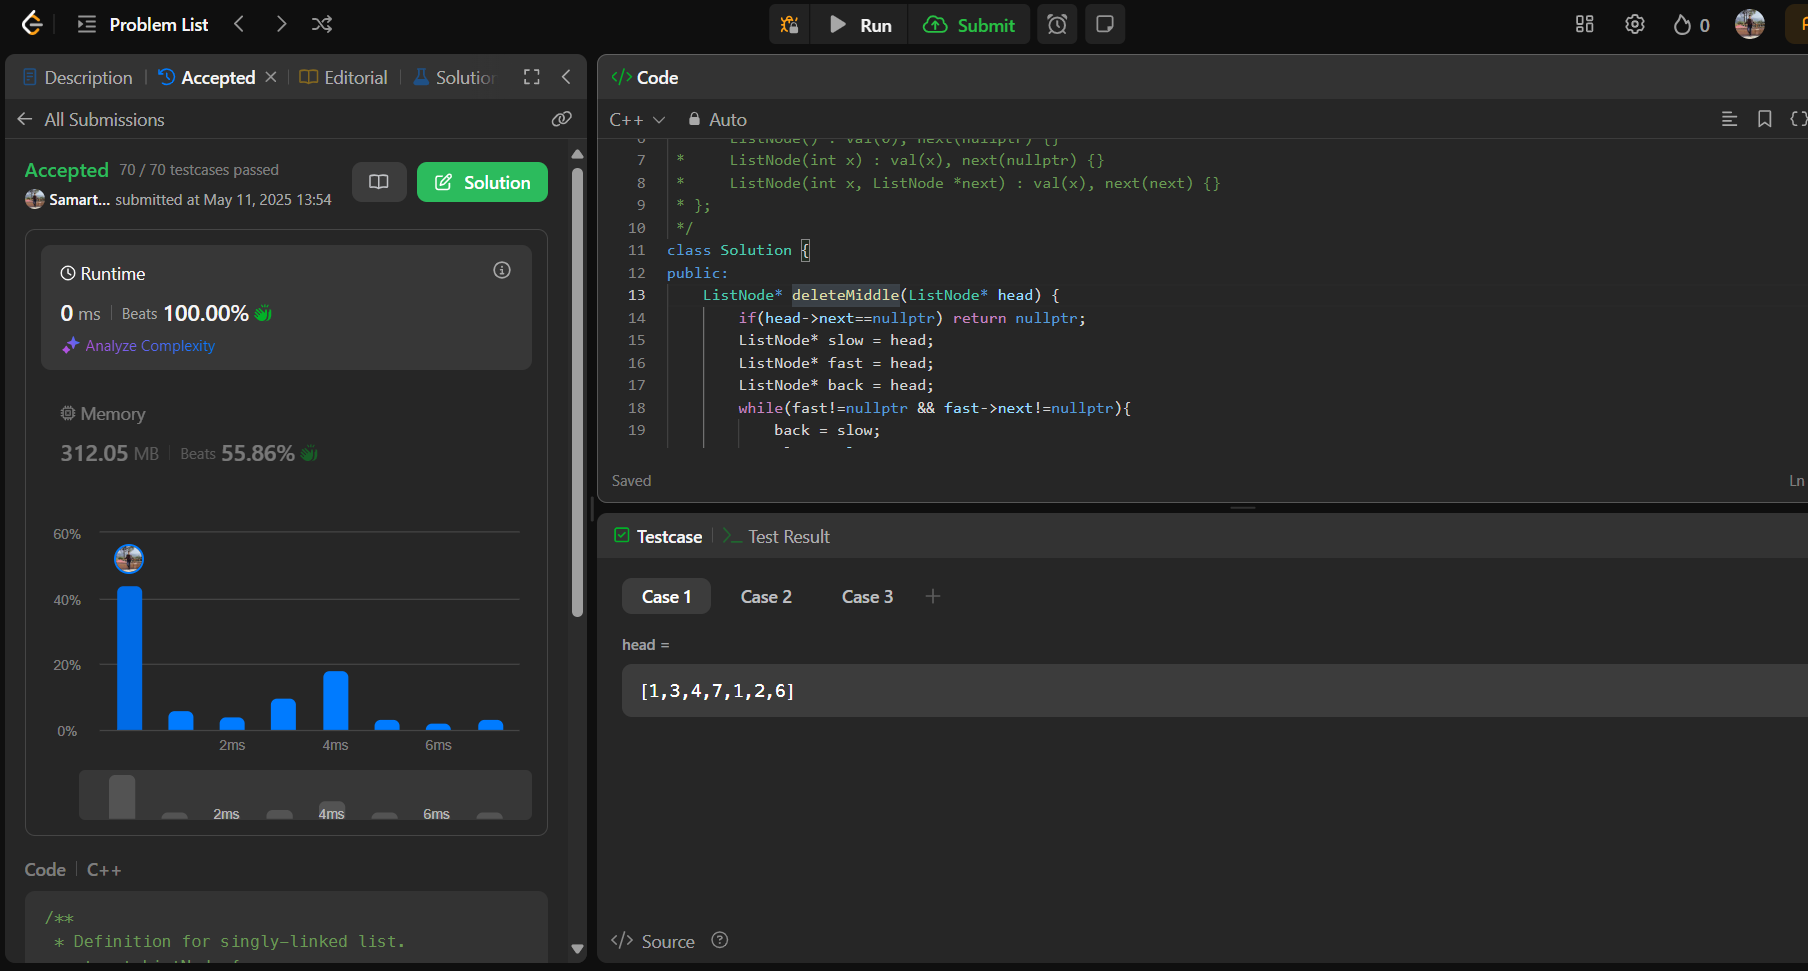 Problem List
Run
Submit
0
Description
Accepted
Editorial
Solution
All Submissions
Accepted 70 / 70 testcases passed
Samart... submitted at May 11, 2025 13:54
Solution
Runtime
0 ms Beats 100.00%
Analyze Complexity
Memory
312.05 MB Beats 55.86%
60%
40%
20%
0%
2ms 4ms 6ms
2ms 4ms 6ms
Code C++
/**
* Definition for singly-linked list.
</> Code
C++ Auto
6 ListNode() : val(0), next(nullptr) {}
7 * ListNode(int x) : val(x), next(nullptr) {}
8 * ListNode(int x, ListNode *next) : val(x), next(next) {}
9 * };
10 */
11 class Solution {
12 public:
13 ListNode* deleteMiddle(ListNode* head) {
14 if(head->next==nullptr) return nullptr;
15 ListNode* slow = head;
16 ListNode* fast = head;
17 ListNode* back = head;
18 while(fast!=nullptr && fast->next!=nullptr){
19 back = slow;
Saved
Ln
Testcase
Test Result
Case 1 Case 2 Case 3 +
head =
[1,3,4,7,1,2,6]
</> Source